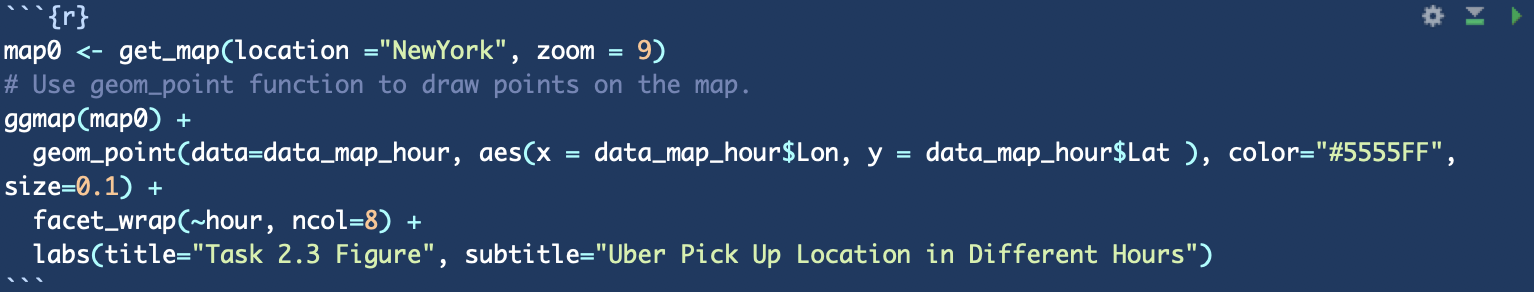 ```{r}
map0 <- get_map(location ="NewYork", zoom = 9)
# Use geom_point function to draw points on the map.
ggmap(map0) +
  geom_point(data=data_map_hour, aes(x = data_map_hour$Lon, y = data_map_hour$Lat ), color="#5555FF",
size=0.1) +
  facet_wrap(~hour, ncol=8) +
  labs(title="Task 2.3 Figure", subtitle="Uber Pick Up Location in Different Hours")
```